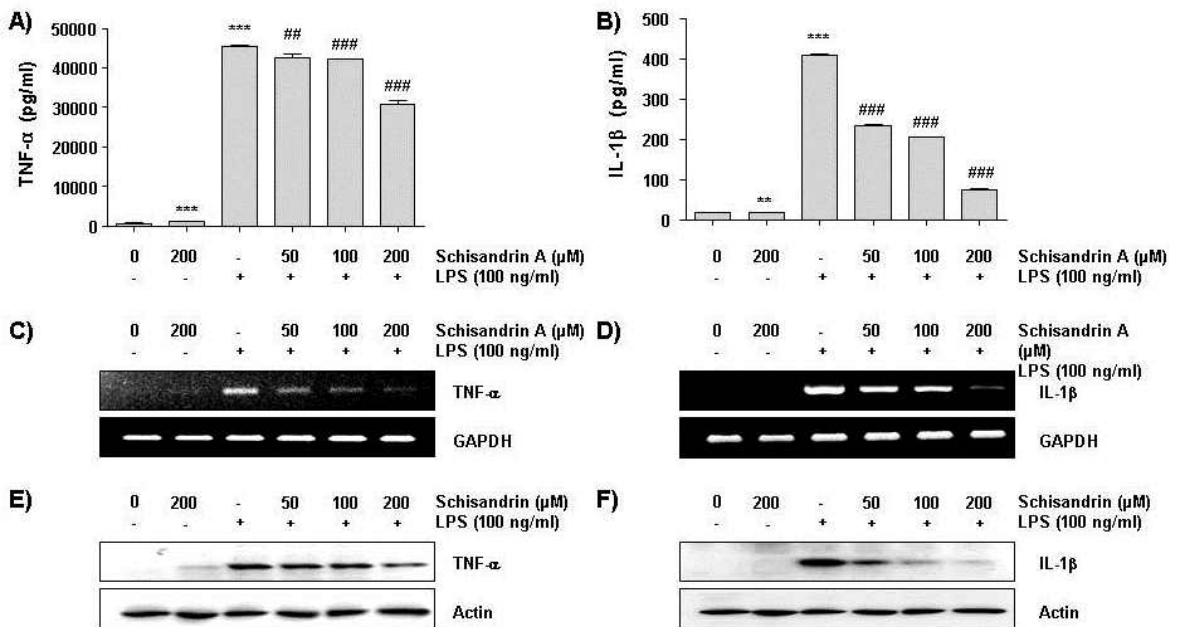 A)
TNF-α (pg/ml)
50000
40000
30000
20000
10000
0
*** *** ## ### ###
0 200 - 50 100 200 Schisandrin A (µM)
- - + + + + LPS (100 ng/ml)
B)
IL-1β (pg/ml)
500
400
300
200
100
0
** *** ### ### ###
0 200 - 50 100 200 Schisandrin A (µM)
- - + + + + LPS (100 ng/ml)
C)
0 200 - 50 100 200 Schisandrin A (µM)
- - + + + + LPS (100 ng/ml)
TNF-α
GAPDH
D)
0 200 - 50 100 200 Schisandrin A
- - + + + + (µM)
LPS (100 ng/ml)
IL-1β
GAPDH
E)
0 200 - 50 100 200 Schisandrin (µM)
- - + + + + LPS (100 ng/ml)
TNF-α
Actin
F)
0 200 - 50 100 200 Schisandrin A (µM)
- - + + + + LPS (100 ng/ml)
IL-1β
Actin